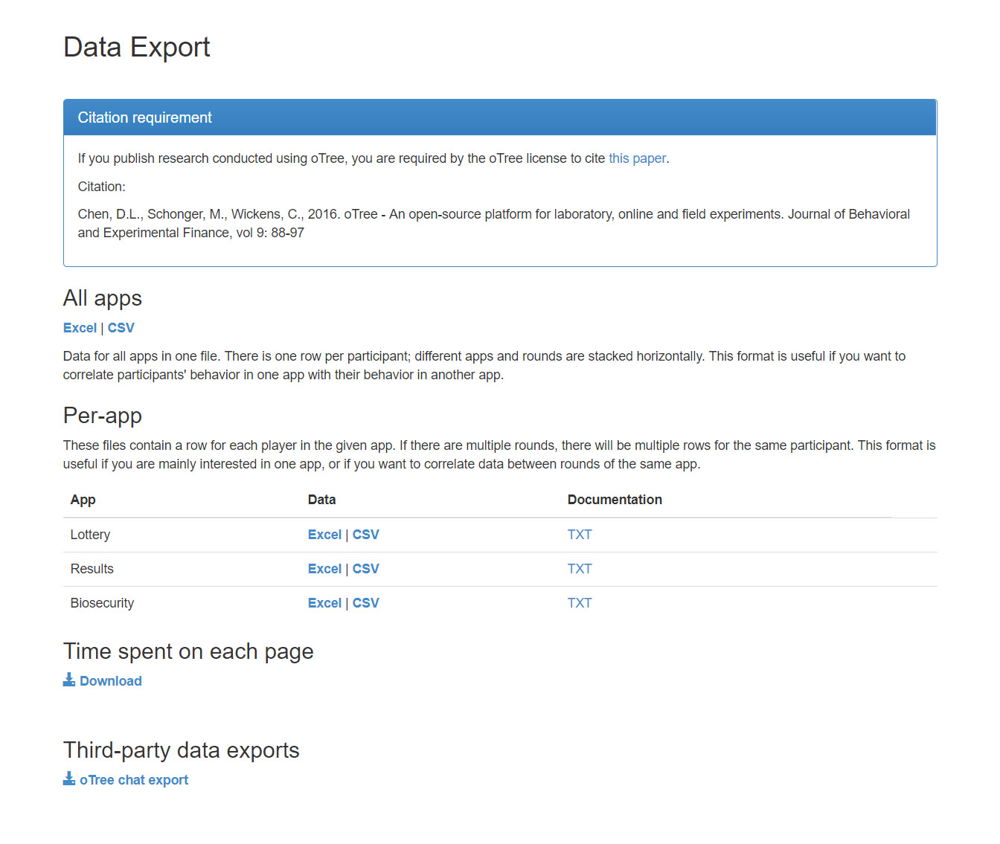 Data Export
Citation requirement
If you publish research conducted using oTree, you are required by the oTree license to cite this paper.
Citation:
Chen, D.L., Schonger, M., Wickens, C., 2016. oTree - An open-source platform for laboratory, online and field experiments. Journal of Behavioral
and Experimental Finance, vol 9: 88-97
All apps
Excel | CSV
Data for all apps in one file. There is one row per participant; different apps and rounds are stacked horizontally. This format is useful if you want to
correlate participants' behavior in one app with their behavior in another app.
Per-app
These files contain a row for each player in the given app. If there are multiple rounds, there will be multiple rows for the same participant. This format is
useful if you are mainly interested in one app, or if you want to correlate data between rounds of the same app.
App Data Documentation
Lottery Excel | CSV TXT
Results Excel | CSV TXT
Biosecurity Excel | CSV TXT
Time spent on each page
Download
Third-party data exports
oTree chat export